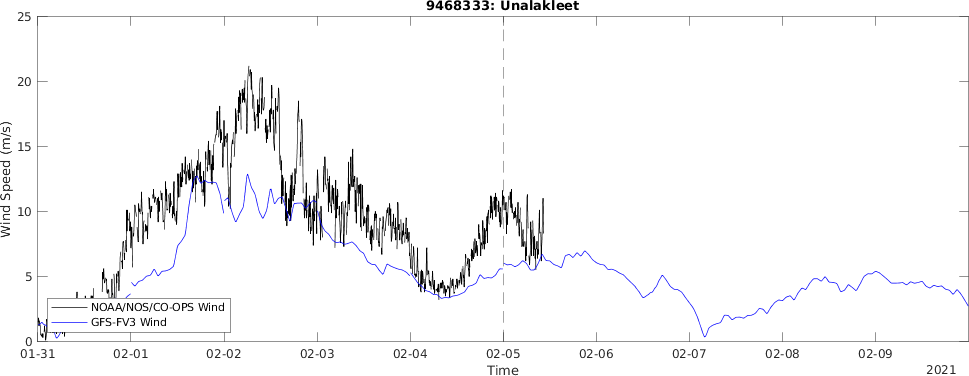 9468333: Unalakleet
25
20
15
10
5
0
Wind Speed (m/s)
NOAA/NOS/CO-OPS Wind
GFS-FV3 Wind
01-31 02-01 02-02 02-03 02-04 02-05 02-06 02-07 02-08 02-09
Time
2021